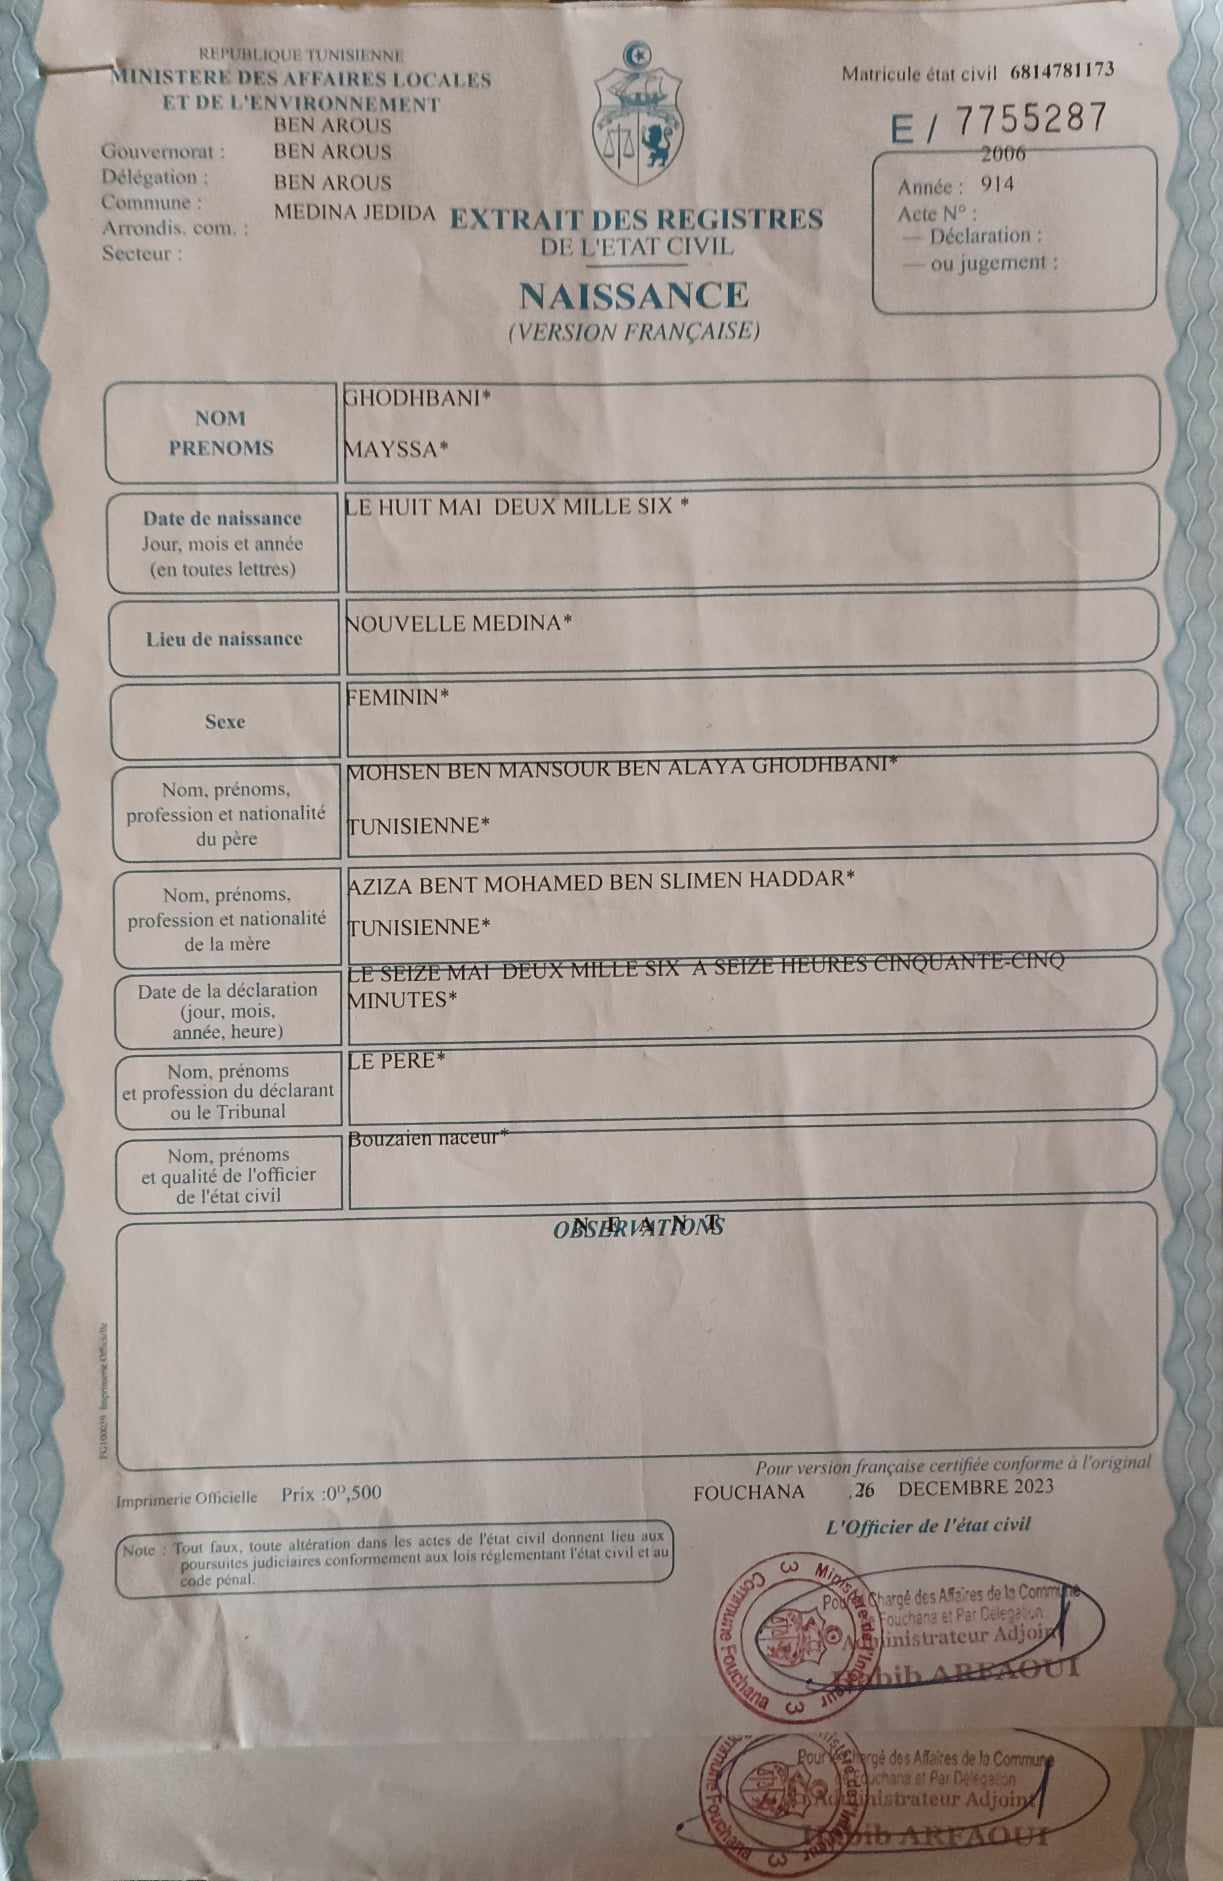 REPUBLIQUE TUNISIENNE
MINISTERE DES AFFAIRES LOCALES
ET DE L'ENVIRONNEMENT
BEN AROUS
Gouvernorat : BEN AROUS
Délégation : BEN AROUS
Commune : MEDINA JEDIDA
Arrondis. com. :
Secteur :
Matricule état civil 6814781173
E / 7755287
2006
Année : 914
Acte N° :
— Déclaration :
— ou jugement :
EXTRAIT DES REGISTRES
DE L'ETAT CIVIL
NAISSANCE
(VERSION FRANÇAISE)
NOM
PRENOMS
GHODHBANI*
MAYSSA*
Date de naissance
Jour, mois et année
(en toutes lettres)
LE HUIT MAI DEUX MILLE SIX *
Lieu de naissance
NOUVELLE MEDINA*
Sexe
FEMININ*
Nom, prénoms,
profession et nationalité
du père
MOHSEN BEN MANSOUR BEN ALAYA GHODHBANI*
TUNISIENNE*
Nom, prénoms,
profession et nationalité
de la mère
AZIZA BENT MOHAMED BEN SLIMEN HADDAR*
TUNISIENNE*
Date de la déclaration
(jour, mois,
année, heure)
LE SEIZE MAI DEUX MILLE SIX A SEIZE HEURES CINQUANTE-CINQ
MINUTES*
Nom, prénoms
et profession du déclarant
ou le Tribunal
LE PERE*
Nom, prénoms
et qualité de l'officier
de l'état civil
Bouzaien naceur*
OBSERVATIONS
N E A N T
FG100039 Imprimerie Officielle
Pour version française certifiée conforme à l'original
Imprimerie Officielle Prix :0ᴰ,500
FOUCHANA ,26 DECEMBRE 2023
L'Officier de l'état civil
Note : Tout faux, toute altération dans les actes de l'état civil donnent lieu aux
poursuites judiciaires conformement aux lois réglementant l'état civil et au
code pénal.
Ministère de l'Intérieur
Commune Fouchana
Pour le Chargé des Affaires de la Commune
de Fouchana et Par Délégation
Administrateur Adjoint
Habib ARFAOUI
Pour le Chargé des Affaires de la Commune
de Fouchana et Par Délégation
Administrateur Adjoint
Habib ARFAOUI